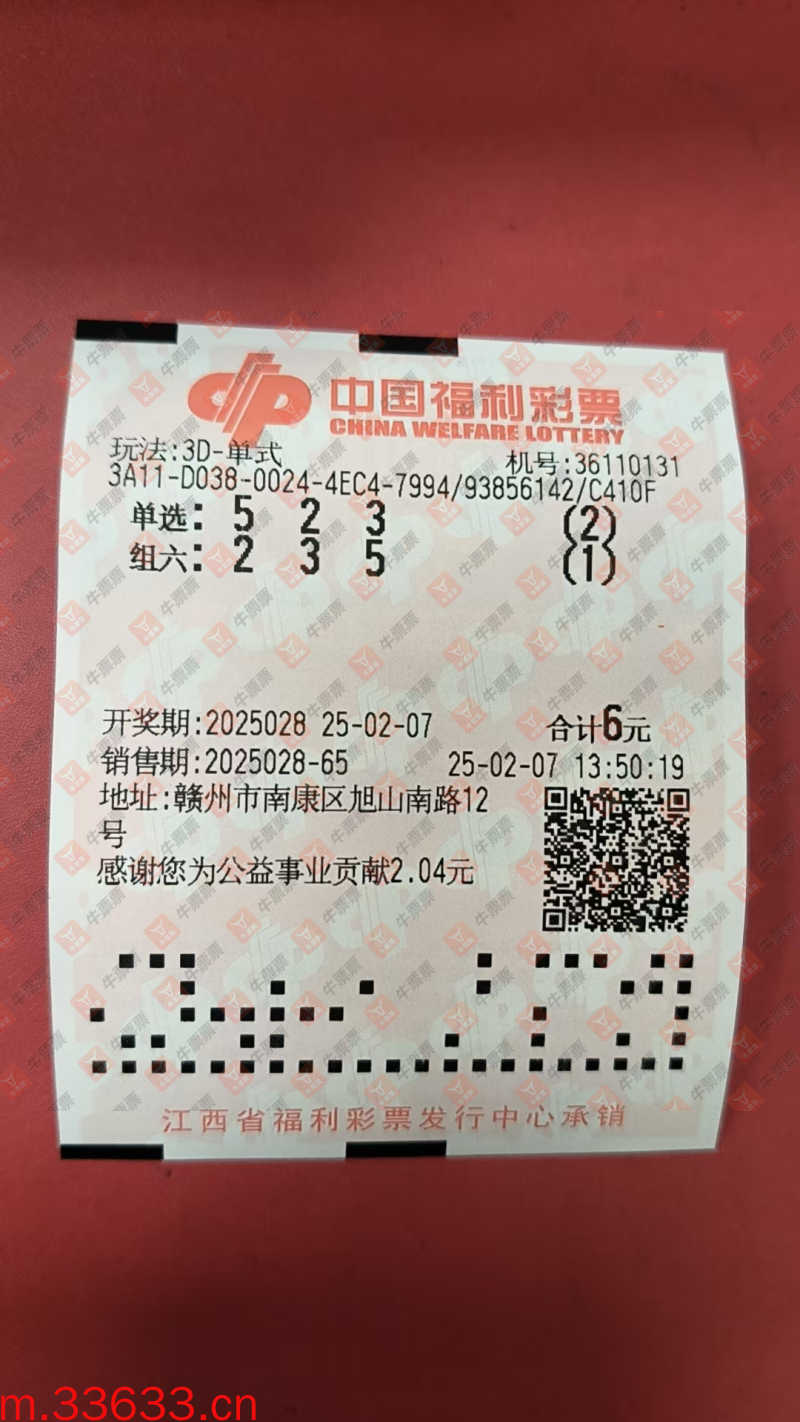 中国福利彩票
CHINA WELFARE LOTTERY
玩法:3D-单式 机号:36110131
3A11-D038-0024-4EC4-7994/93856142/C410F
单选: 5 2 3 (2)
组六: 2 3 5 (1)
开奖期:2025028 25-02-07 合计6元
销售期:2025028-65 25-02-07 13:50:19
地址:赣州市南康区旭山南路12
号
感谢您为公益事业贡献2.04元
江西省福利彩票发行中心承销
牛票票
m.33633.cn